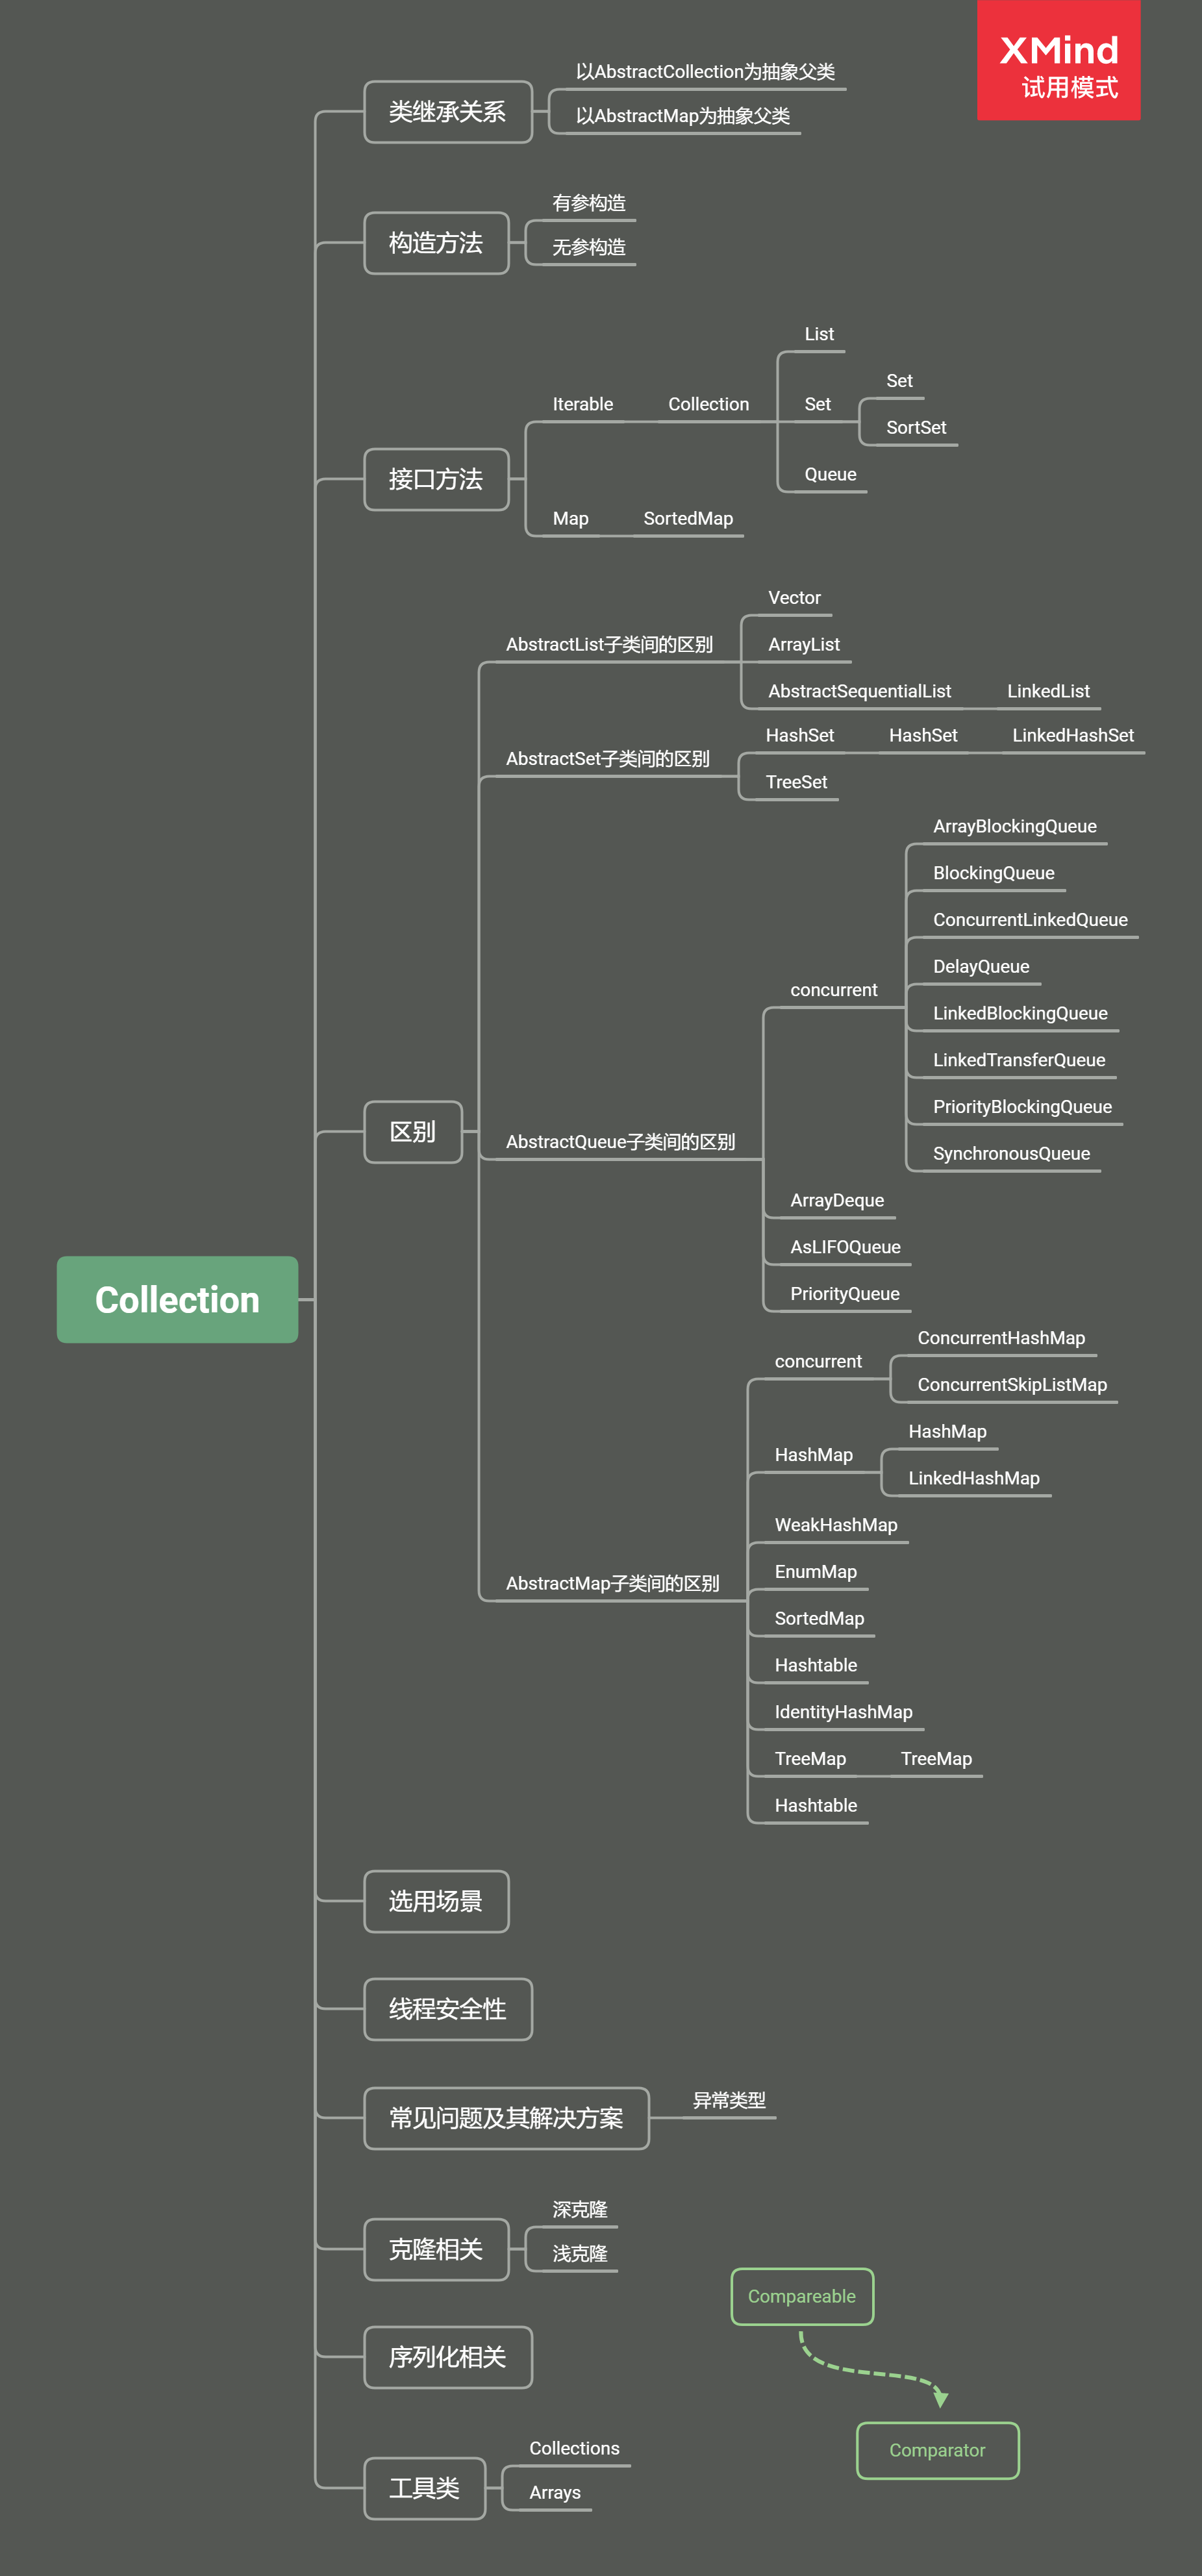 XMind
试用模式
类继承关系
以AbstractCollection为抽象父类
以AbstractMap为抽象父类
构造方法
有参构造
无参构造
接口方法
Iterable
Collection
List
Set
Set
SortSet
Queue
Map
SortedMap
区别
AbstractList子类间的区别
Vector
ArrayList
AbstractSequentialList
LinkedList
AbstractSet子类间的区别
HashSet
HashSet
LinkedHashSet
TreeSet
AbstractQueue子类间的区别
concurrent
ArrayBlockingQueue
BlockingQueue
ConcurrentLinkedQueue
DelayQueue
LinkedBlockingQueue
LinkedTransferQueue
PriorityBlockingQueue
SynchronousQueue
ArrayDeque
AsLIFOQueue
PriorityQueue
AbstractMap子类间的区别
concurrent
ConcurrentHashMap
ConcurrentSkipListMap
HashMap
HashMap
LinkedHashMap
WeakHashMap
EnumMap
SortedMap
Hashtable
IdentityHashMap
TreeMap
TreeMap
Hashtable
Collection
选用场景
线程安全性
常见问题及其解决方案
异常类型
克隆相关
深克隆
浅克隆
序列化相关
工具类
Collections
Arrays
Compareable
Comparator